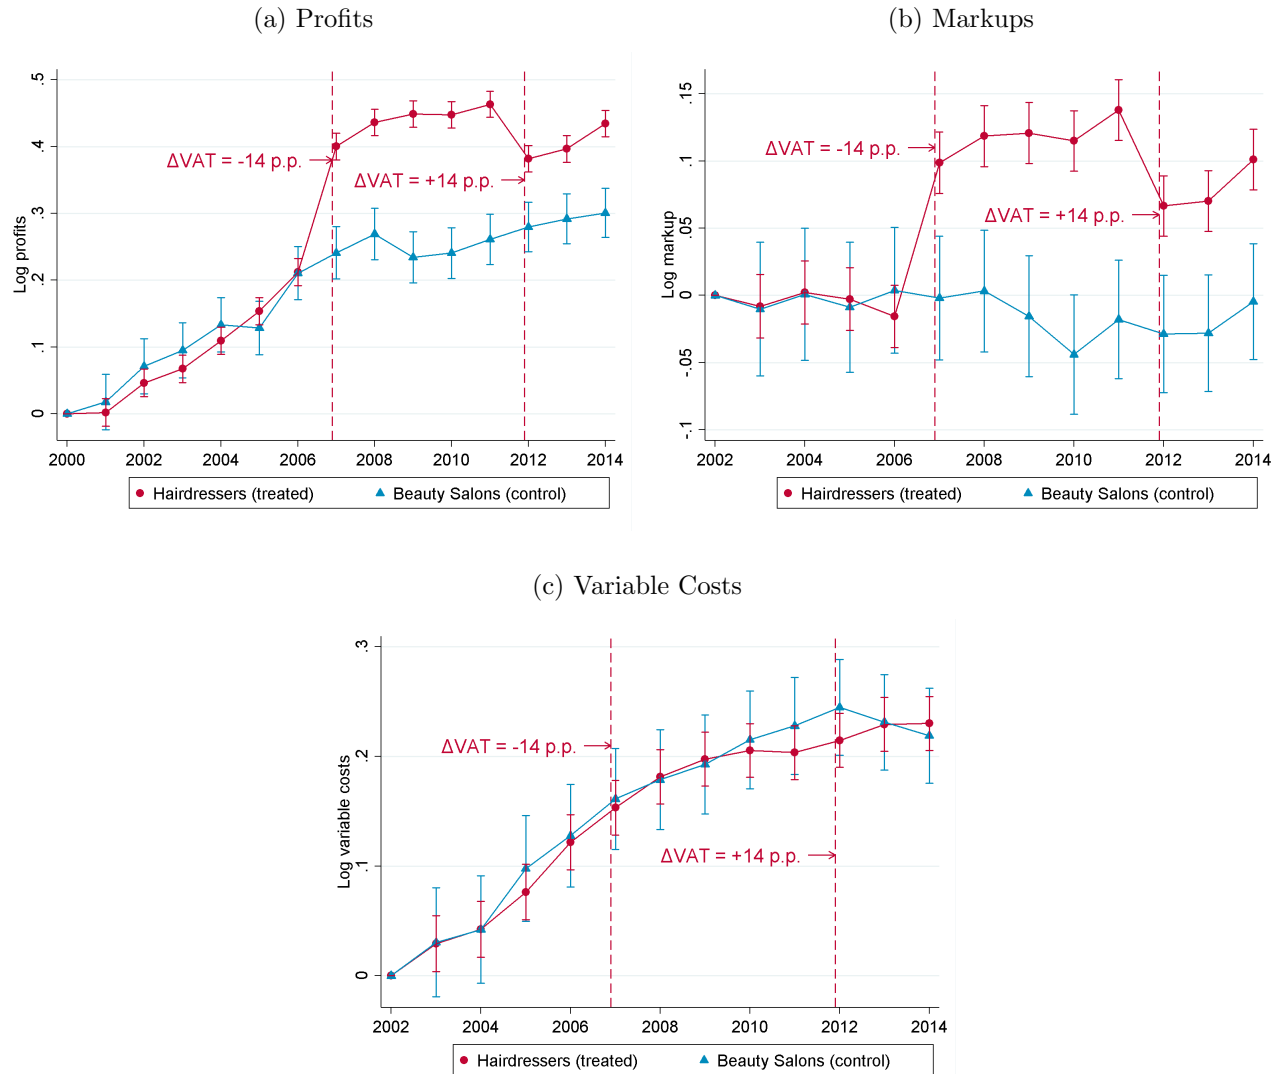 (a) Profits
Log profits
.5
.4
.3
.2
.1
0
ΔVAT = -14 p.p.
ΔVAT = +14 p.p.
2000 2002 2004 2006 2008 2010 2012 2014
Hairdressers (treated) Beauty Salons (control)
(b) Markups
Log markup
.15
.1
.05
0
-.05
-.1
ΔVAT = -14 p.p.
ΔVAT = +14 p.p.
2002 2004 2006 2008 2010 2012 2014
Hairdressers (treated) Beauty Salons (control)
(c) Variable Costs
Log variable costs
.3
.2
.1
0
ΔVAT = -14 p.p.
ΔVAT = +14 p.p.
2002 2004 2006 2008 2010 2012 2014
Hairdressers (treated) Beauty Salons (control)